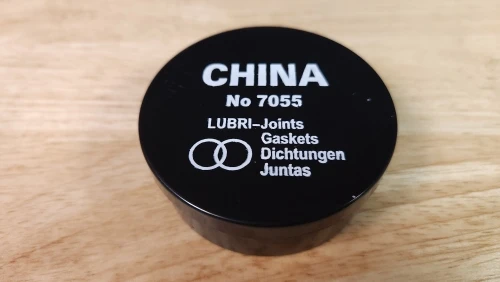 CHINA
No 7055
LUBRI-Joints
Gaskets
Dichtungen
Juntas